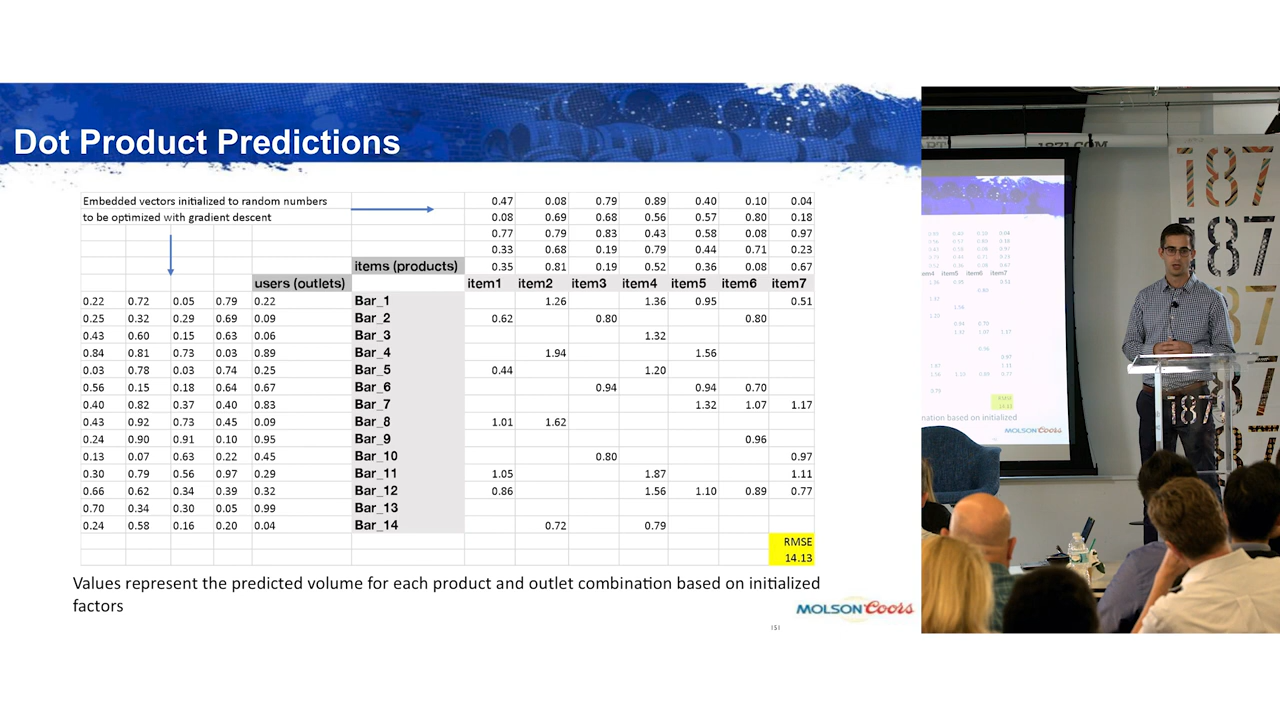 Dot Product Predictions
Embedded vectors initialized to random numbers 0.47 0.08 0.79 0.89 0.40 0.10 0.04
to be optimized with gradient descent 0.08 0.69 0.68 0.56 0.57 0.80 0.18
0.77 0.79 0.83 0.43 0.58 0.08 0.97
0.33 0.68 0.19 0.79 0.44 0.71 0.23
items (products) 0.35 0.81 0.19 0.52 0.36 0.08 0.67
users (outlets) item1 item2 item3 item4 item5 item6 item7
0.22 0.72 0.05 0.79 0.22 Bar_1 1.26 1.36 0.95 0.51
0.25 0.32 0.29 0.69 0.09 Bar_2 0.62 0.80 0.80
0.43 0.60 0.15 0.63 0.06 Bar_3 1.32
0.84 0.81 0.73 0.03 0.89 Bar_4 1.94 1.56
0.03 0.78 0.03 0.74 0.25 Bar_5 0.44 1.20
0.56 0.15 0.18 0.64 0.67 Bar_6 0.94 0.94 0.70
0.40 0.82 0.37 0.40 0.83 Bar_7 1.32 1.07 1.17
0.43 0.92 0.73 0.45 0.09 Bar_8 1.01 1.62
0.24 0.90 0.91 0.10 0.95 Bar_9 0.96
0.13 0.07 0.63 0.22 0.45 Bar_10 0.80 0.97
0.30 0.79 0.56 0.97 0.29 Bar_11 1.05 1.87 1.11
0.66 0.62 0.34 0.39 0.32 Bar_12 0.86 1.56 1.10 0.89 0.77
0.70 0.34 0.30 0.05 0.99 Bar_13
0.24 0.58 0.16 0.20 0.04 Bar_14 0.72 0.79
RMSE
14.13
Values represent the predicted volume for each product and outlet combination based on initialized
factors
MOLSON Coors
151
1871.COM
187
187
187
item4 item5 item6 item7
RMSE
14.13
MOLSON Coors